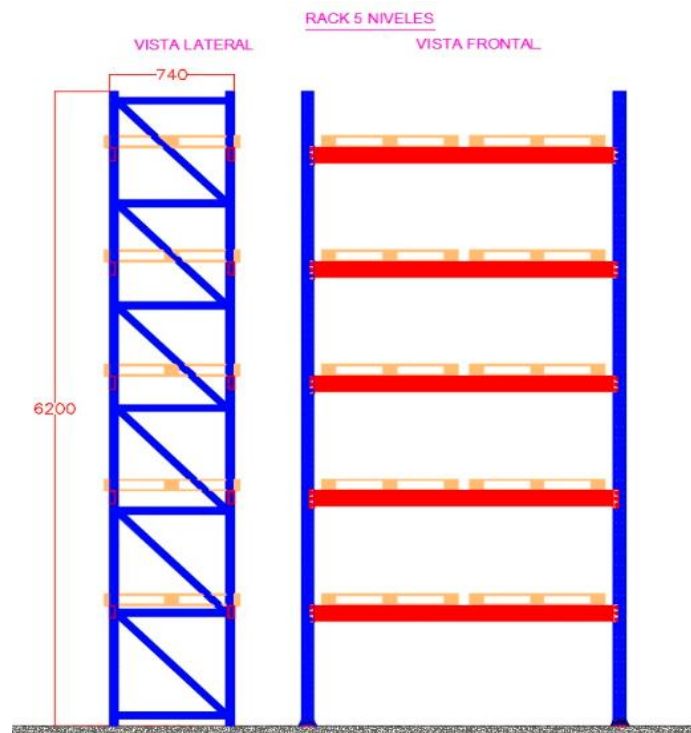 RACK 5 NIVELES
VISTA LATERAL
VISTA FRONTAL
740
6200